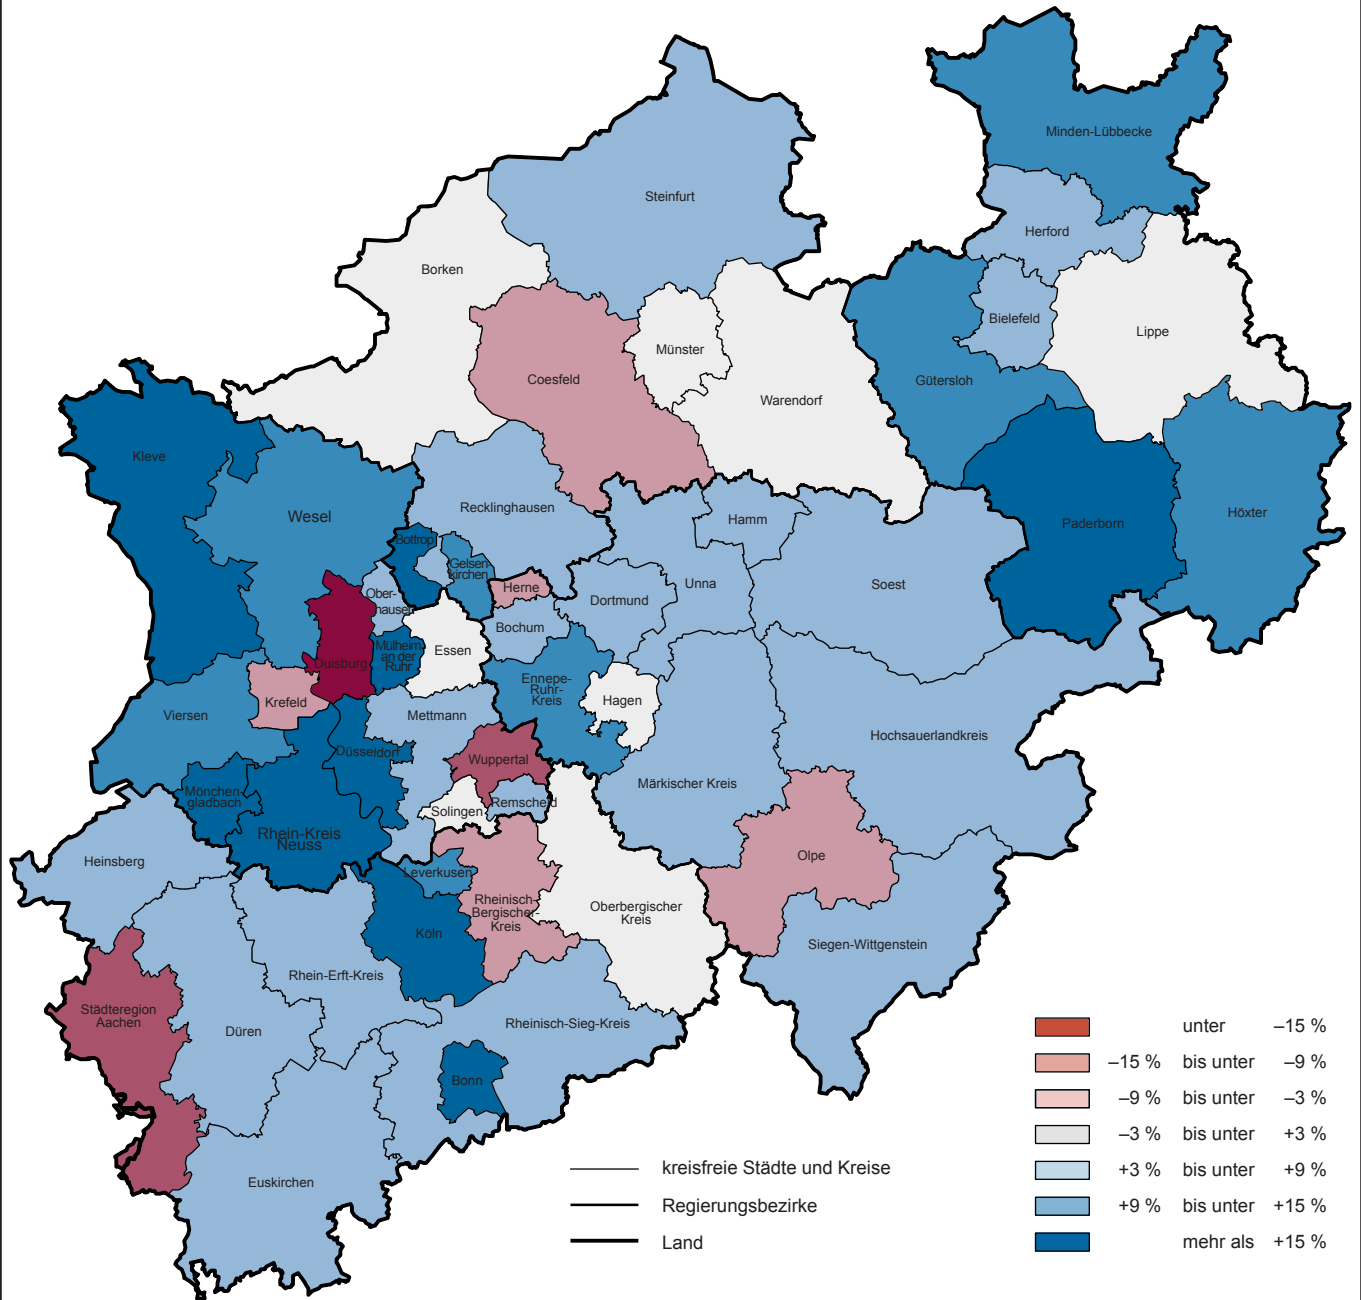 Minden-Lübbecke
Steinfurt
Herford
Borken
Bielefeld
Lippe
Münster
Coesfeld
Gütersloh
Warendorf
Kleve
Recklinghausen
Wesel
Hamm
Höxter
Paderborn
Bottrop
Gelsen-
kirchen
Unna
Soest
Herne
Ober-
hausen
Dortmund
Bochum
Mülheim
an der
Ruhr
Essen
Duisburg
Ennepe-
Ruhr-
Kreis
Hagen
Krefeld
Viersen
Mettmann
Hochsauerlandkreis
Düsseldorf
Wuppertal
Märkischer Kreis
Mönchen-
gladbach
Remscheid
Solingen
Rhein-Kreis
Neuss
Heinsberg
Olpe
Leverkusen
Rheinisch-
Bergischer-
Kreis
Oberbergischer
Kreis
Köln
Siegen-Wittgenstein
Rhein-Erft-Kreis
Städteregion
Aachen
Düren
Rheinisch-Sieg-Kreis
Bonn
Euskirchen
kreisfreie Städte und Kreise
Regierungsbezirke
Land
unter –15 %
–15 % bis unter –9 %
–9 % bis unter –3 %
–3 % bis unter +3 %
+3 % bis unter +9 %
+9 % bis unter +15 %
mehr als +15 %